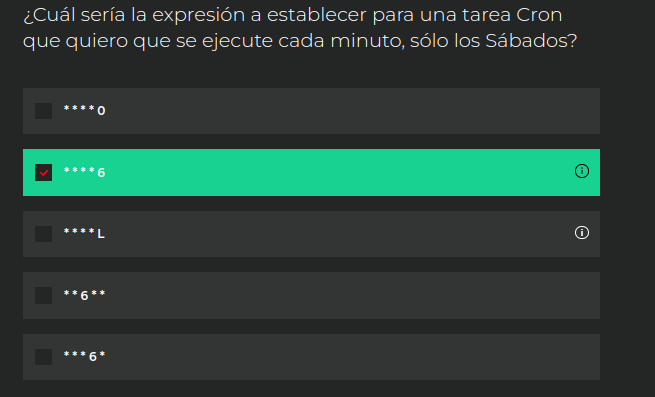 ¿Cuál sería la expresión a establecer para una tarea Cron
que quiero que se ejecute cada minuto, sólo los Sábados?
* * * * 0
* * * * 6
* * * * L
* * 6 * *
* * * 6 *